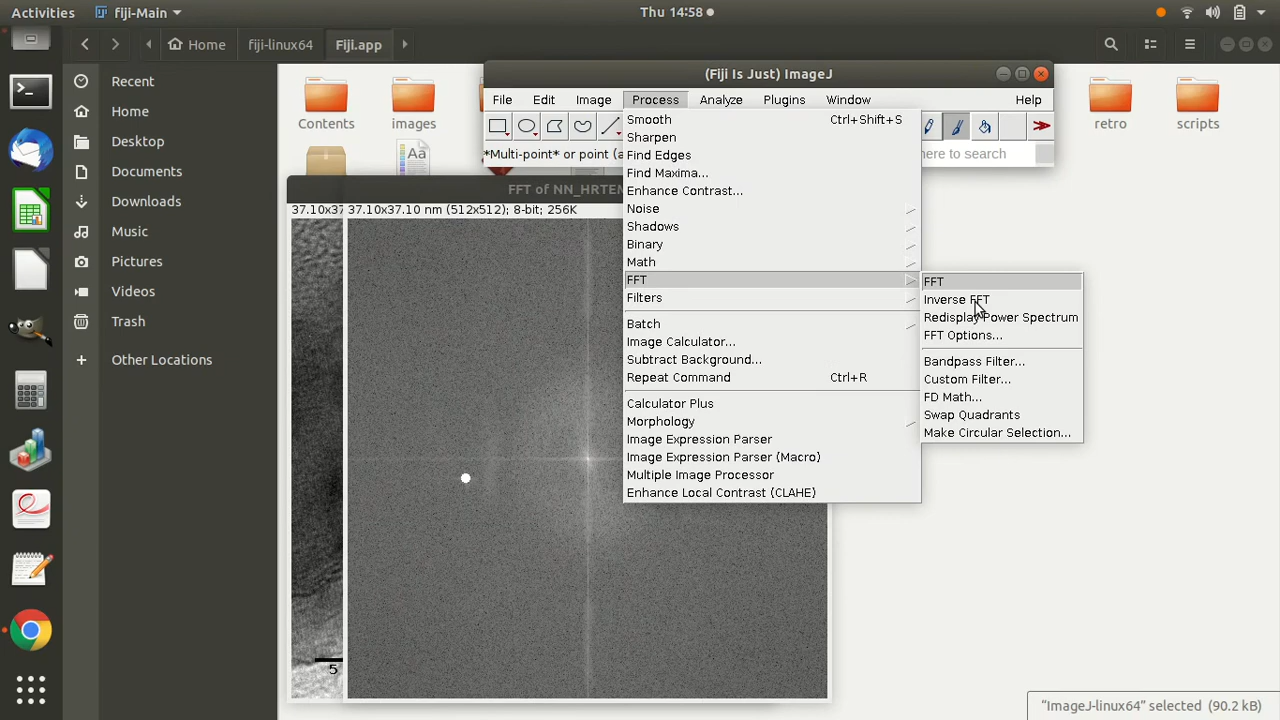 Activities
fiji-Main
Thu 14:58
Home
fiji-linux64
Fiji.app
Recent
Home
Desktop
Documents
Downloads
Music
Pictures
Videos
Trash
Other Locations
Contents
images
retro
scripts
Aa
(Fiji Is Just) ImageJ
File Edit Image Process Analyze Plugins Window Help
*Multi-point* or point (a
here to search
FFT of NN_HRTEM
37.10x37
37.10x37.10 nm (512x512); 8-bit; 256K
5
Smooth Ctrl+Shift+S
Sharpen
Find Edges
Find Maxima...
Enhance Contrast...
Noise
Shadows
Binary
Math
FFT
Filters
Batch
Image Calculator...
Subtract Background...
Repeat Command Ctrl+R
Calculator Plus
Morphology
Image Expression Parser
Image Expression Parser (Macro)
Multiple Image Processor
Enhance Local Contrast (CLAHE)
FFT
Inverse FFT
Redisplay Power Spectrum
FFT Options...
Bandpass Filter...
Custom Filter...
FD Math...
Swap Quadrants
Make Circular Selection...
"ImageJ-linux64" selected (90.2 kB)